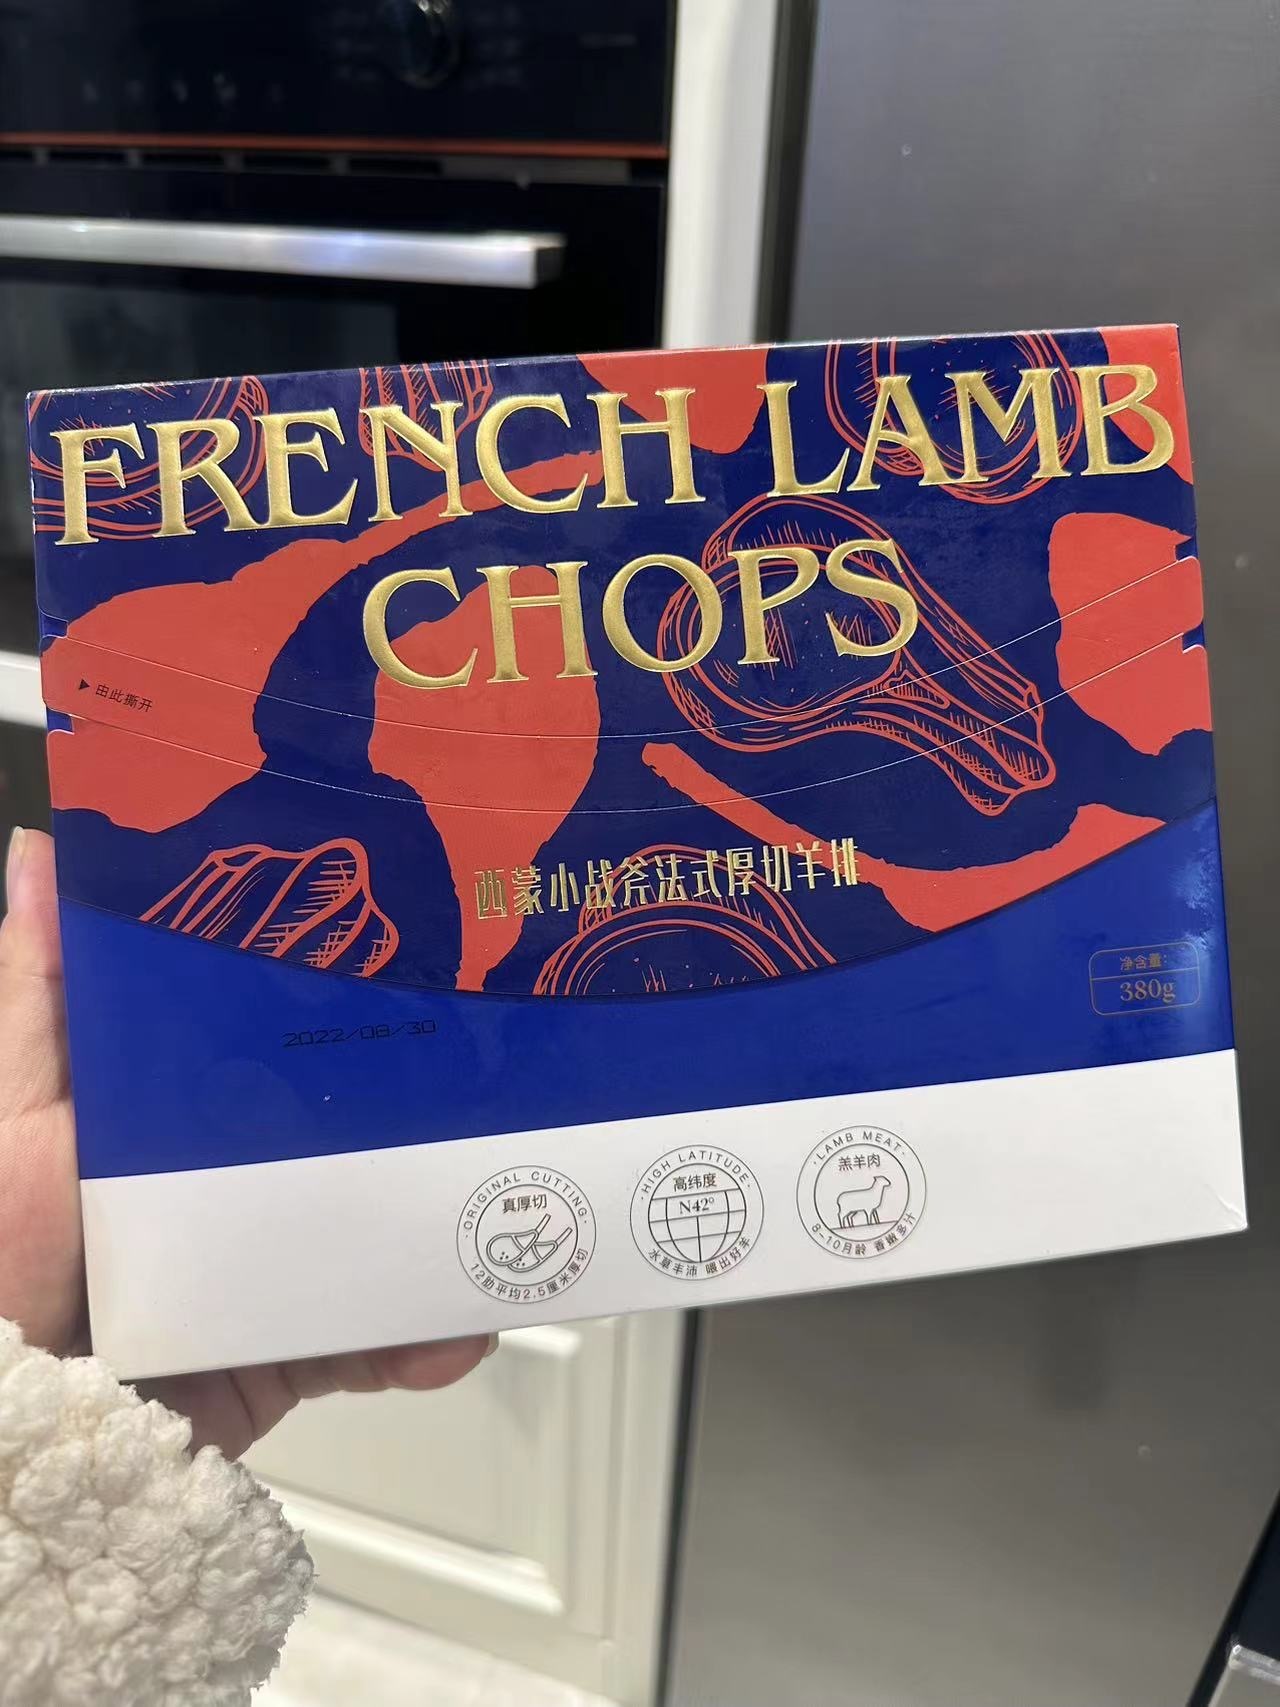 FRENCH LAMB
CHOPS
▶ 由此撕开
西蒙小战斧法式厚切羊排
净含量:
380g
2022/08/30
·ORIGINAL CUTTING·
真厚切
12肋平均2.5厘米厚切
·HIGH LATITUDE·
高纬度
N42°
水草丰沛 喂出好羊
·LAMB MEAT·
羔羊肉
8-10月龄 香嫩多汁